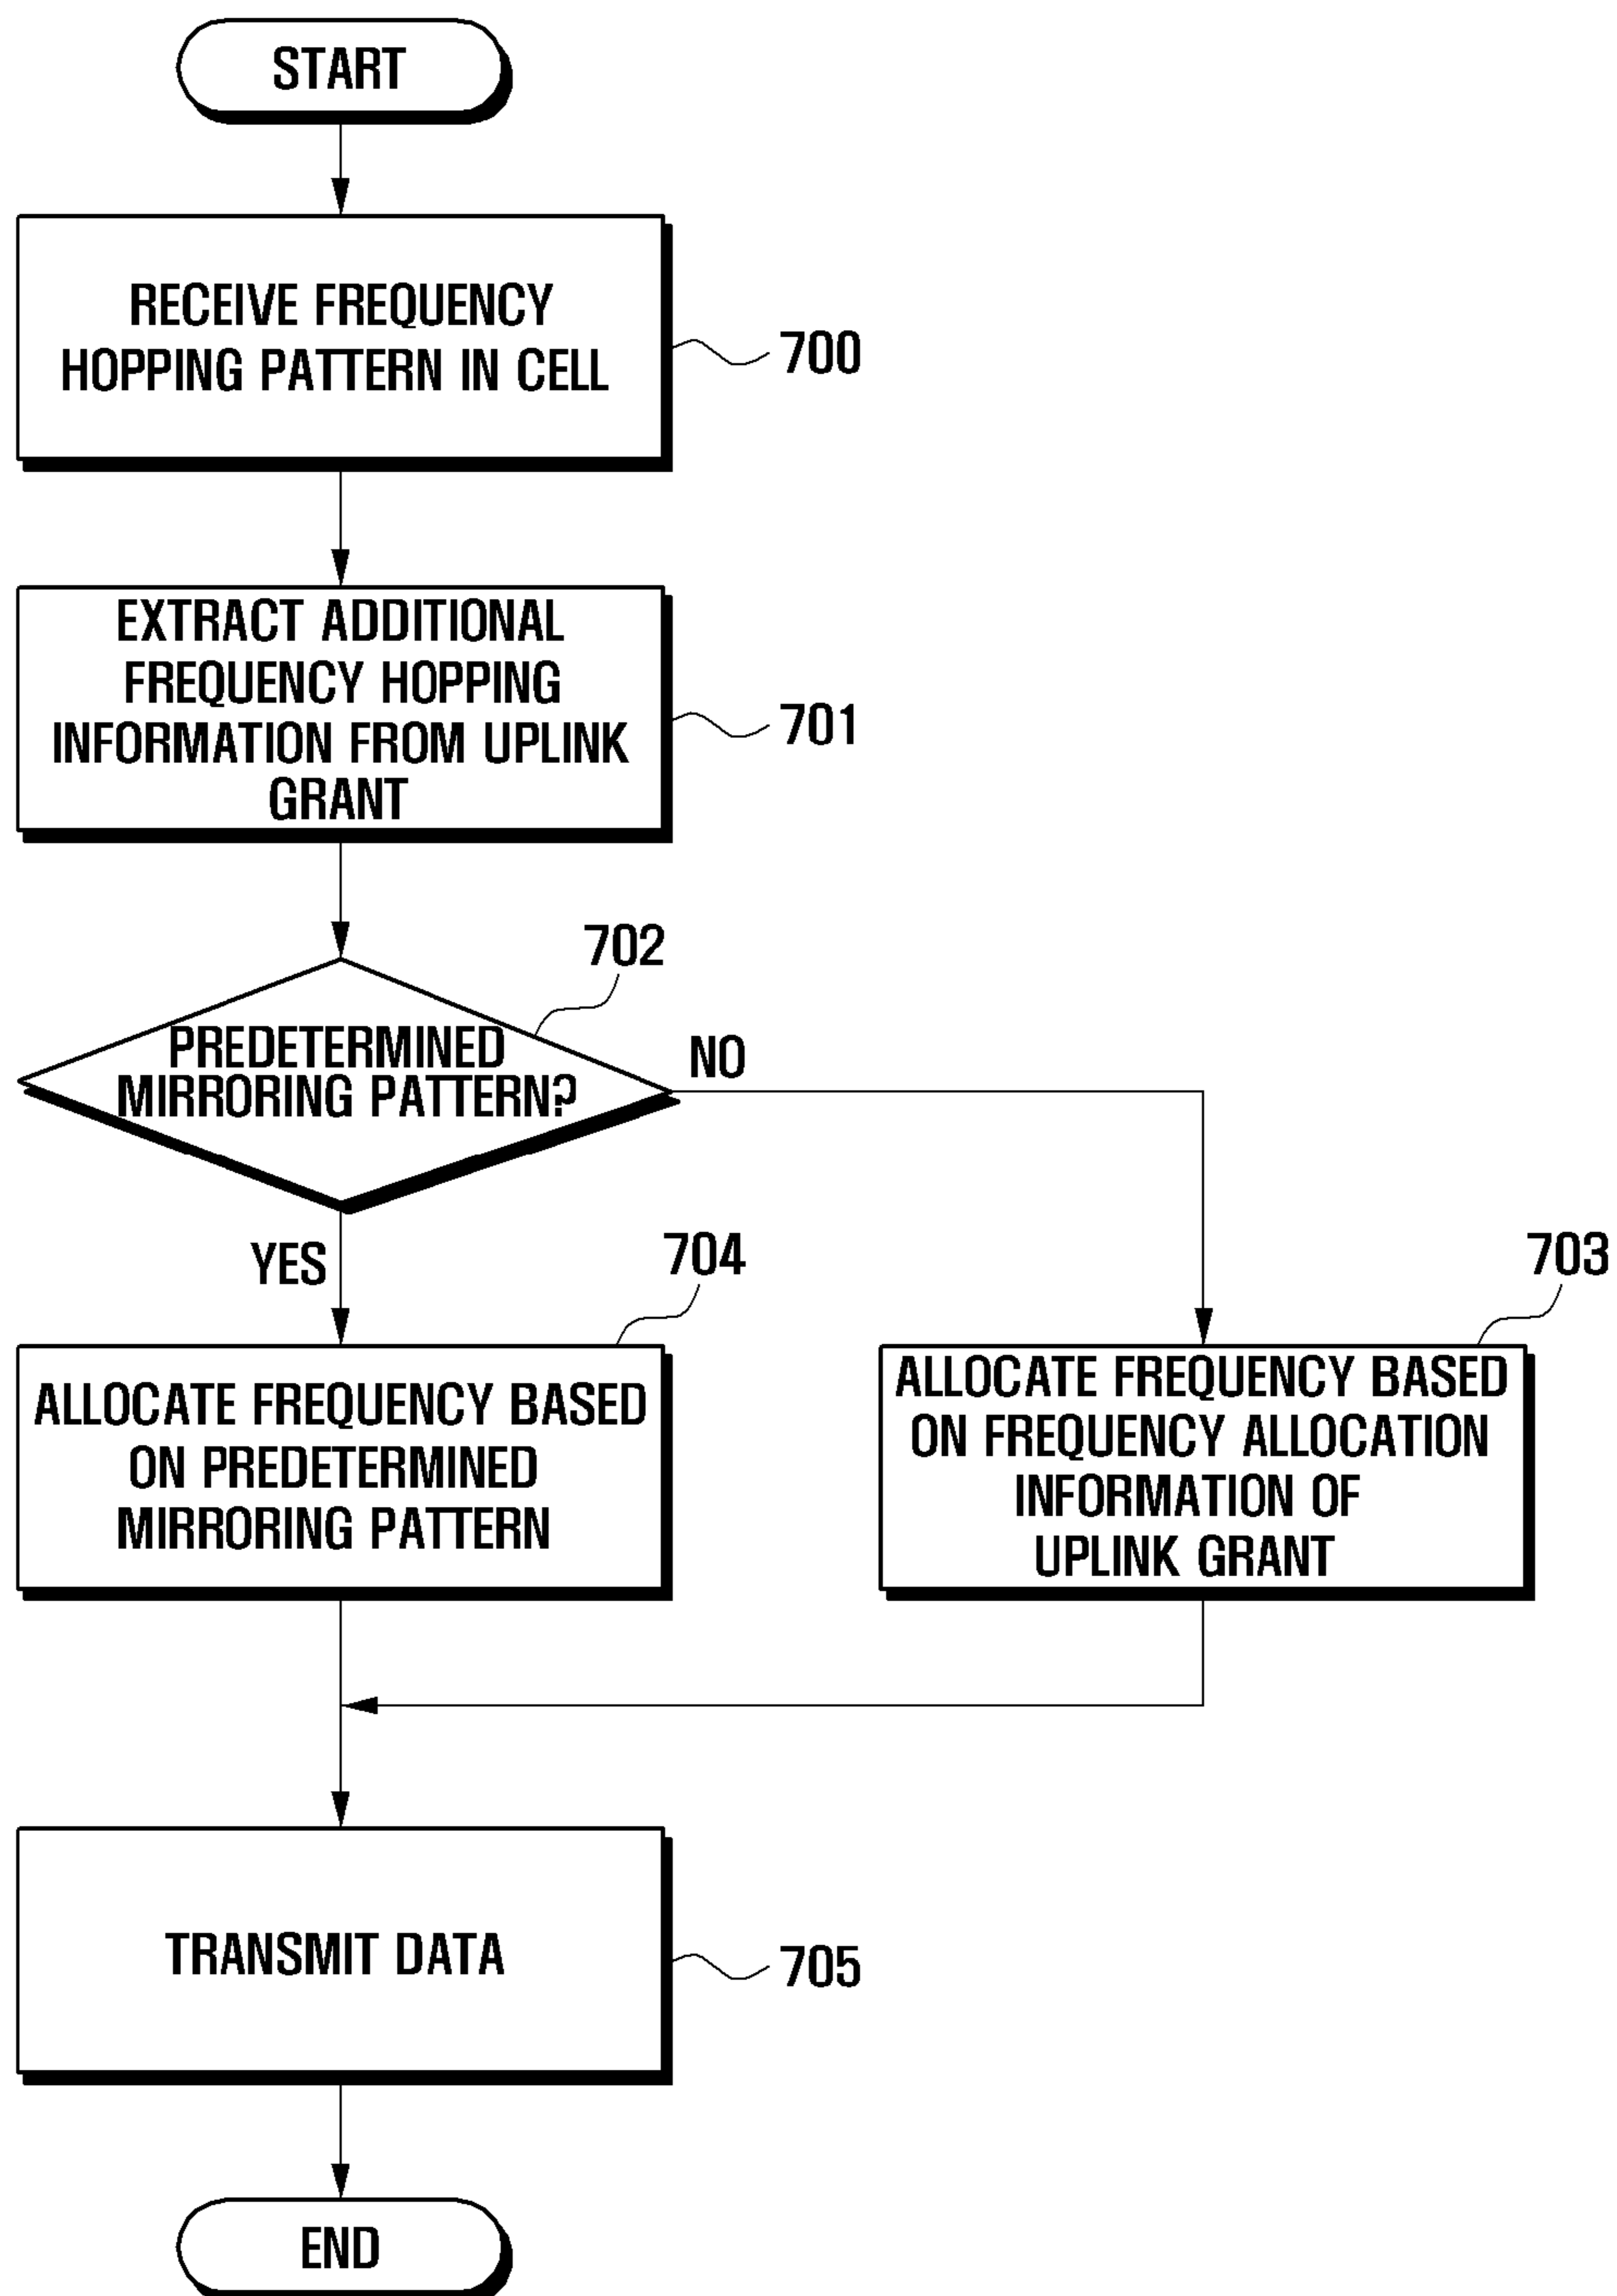 START
RECEIVE FREQUENCY
HOPPING PATTERN IN CELL
700
EXTRACT ADDITIONAL
FREQUENCY HOPPING
INFORMATION FROM UPLINK
GRANT
701
702
PREDETERMINED
MIRRORING PATTERN?
NO
YES
704
ALLOCATE FREQUENCY BASED
ON PREDETERMINED
MIRRORING PATTERN
703
ALLOCATE FREQUENCY BASED
ON FREQUENCY ALLOCATION
INFORMATION OF
UPLINK GRANT
TRANSMIT DATA
705
END